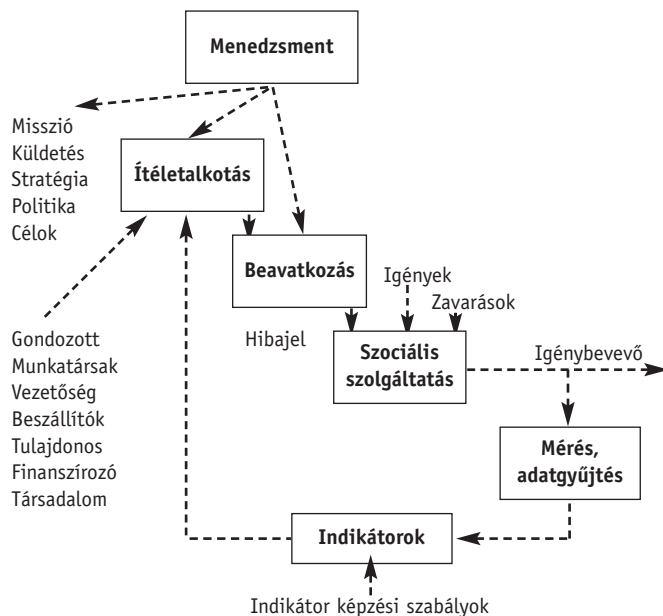 Menedzsment
Misszió
Küldetés
Stratégia
Politika
Célok
Ítéletalkotás
Beavatkozás
Igények
Zavarások
Gondozott
Munkatársak
Vezetőség
Beszállítók
Tulajdonos
Finanszírozó
Társadalom
Hibajel
Szociális
szolgáltatás
Igénybevevő
Mérés,
adatgyűjtés
Indikátorok
Indikátor képzési szabályok